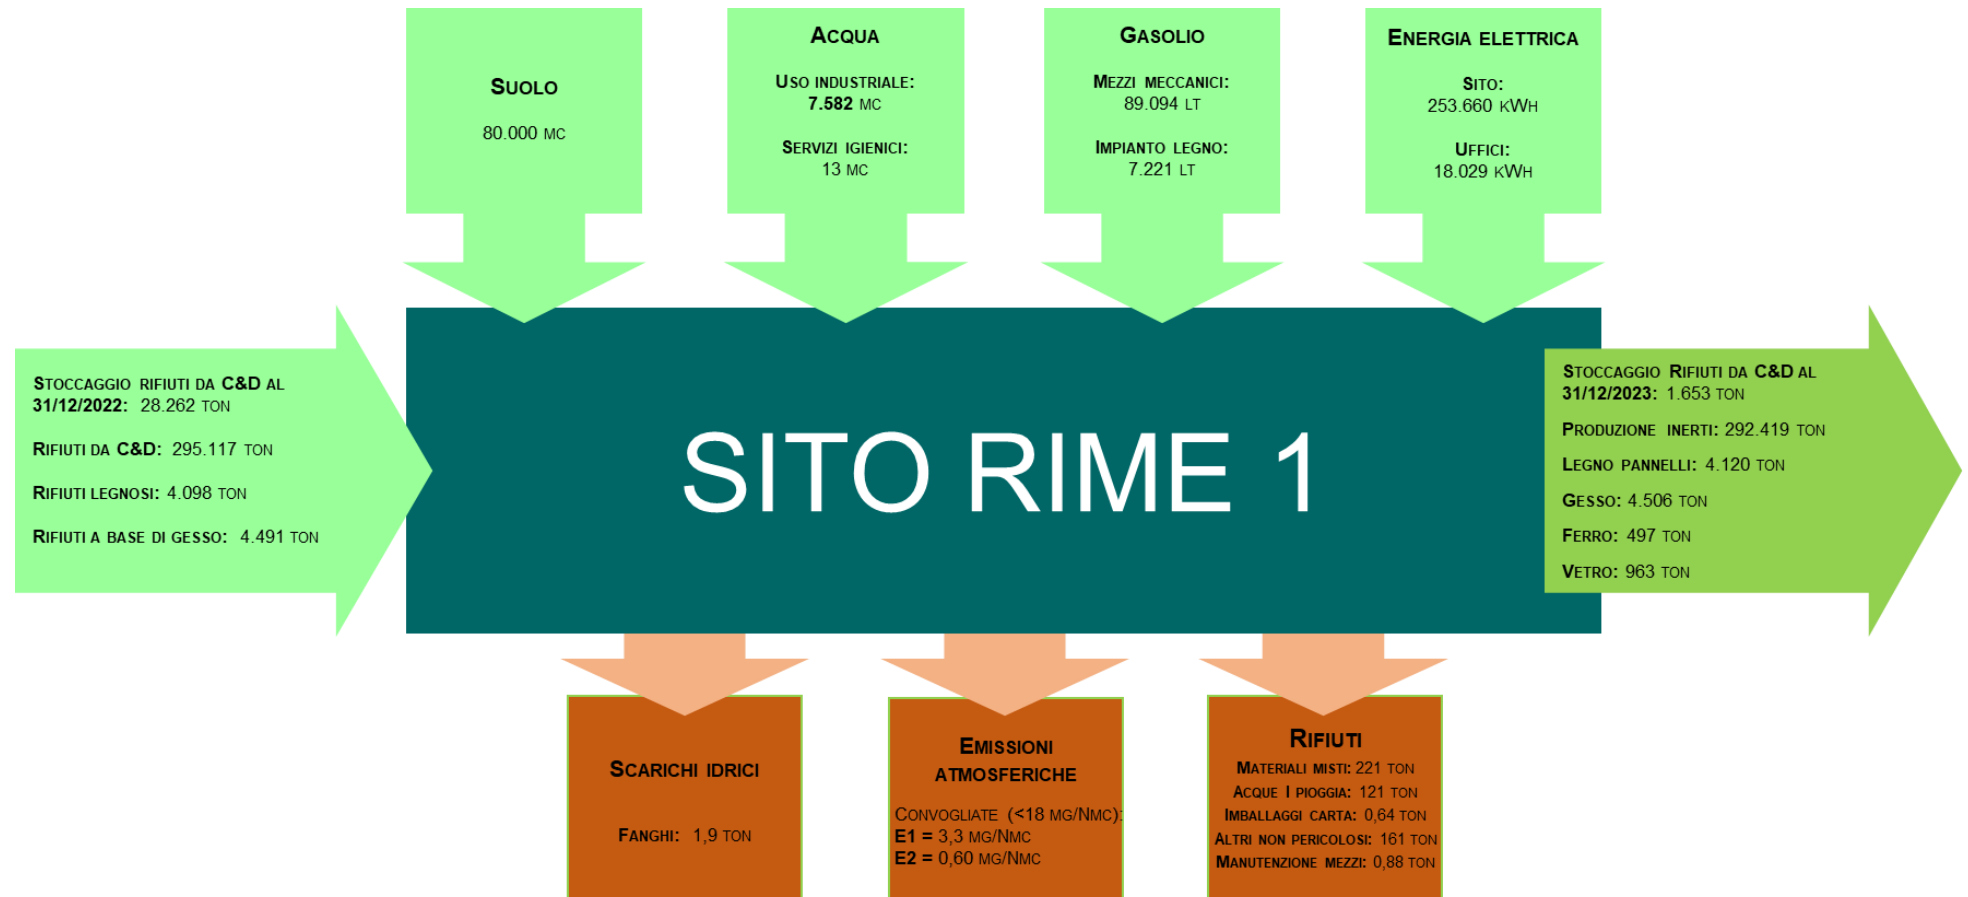 SUOLO
80.000 MC
ACQUA
USO INDUSTRIALE:
7.582 MC
SERVIZI IGIENICI:
13 MC
GASOLIO
MEZZI MECCANICI:
89.094 LT
IMPIANTO LEGNO:
7.221 LT
ENERGIA ELETTRICA
SITO:
253.660 KWH
UFFICI:
18.029 KWH
STOCCAGGIO RIFIUTI DA C&D AL
31/12/2022: 28.262 TON
RIFIUTI DA C&D: 295.117 TON
RIFIUTI LEGNOSI: 4.098 TON
RIFIUTI A BASE DI GESSO: 4.491 TON
SITO RIME 1
STOCCAGGIO RIFIUTI DA C&D AL
31/12/2023: 1.653 TON
PRODUZIONE INERTI: 292.419 TON
LEGNO PANNELLI: 4.120 TON
GESSO: 4.506 TON
FERRO: 497 TON
VETRO: 963 TON
SCARICHI IDRICI
FANGHI: 1,9 TON
EMISSIONI
ATMOSFERICHE
CONVOGLIATE (<18 MG/NMC):
E1 = 3,3 MG/NMC
E2 = 0,60 MG/NMC
RIFIUTI
MATERIALI MISTI: 221 TON
ACQUE I PIOGGIA: 121 TON
IMBALLAGGI CARTA: 0,64 TON
ALTRI NON PERICOLOSI: 161 TON
MANUTENZIONE MEZZI: 0,88 TON